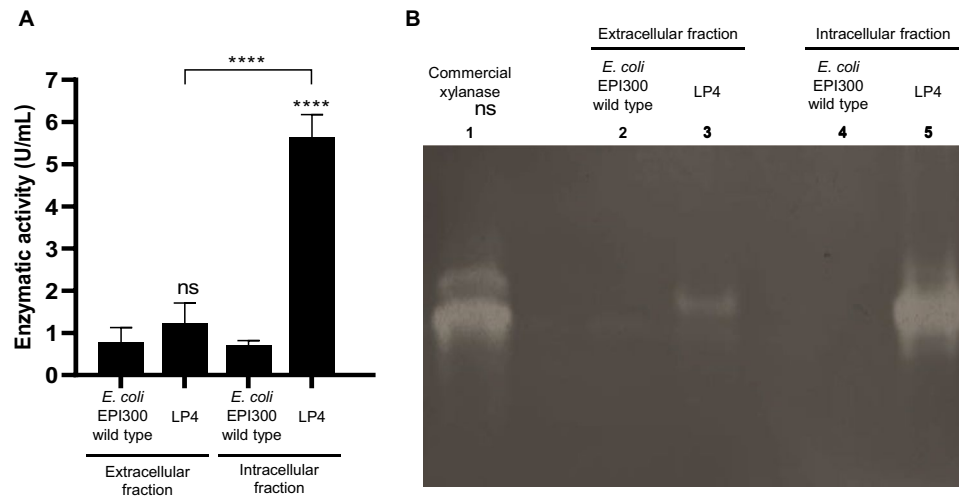 A
****
****
ns
Enzymatic activity (U/mL)
7
6
5
4
3
2
1
0
E. coli
EPI300
wild type
LP4
E. coli
EPI300
wild type
LP4
Extracellular
fraction
Intracellular
fraction
B
Extracellular fraction
Intracellular fraction
Commercial
xylanase
ns
E. coli
EPI300
wild type
LP4
E. coli
EPI300
wild type
LP4
1 2 3 4 5